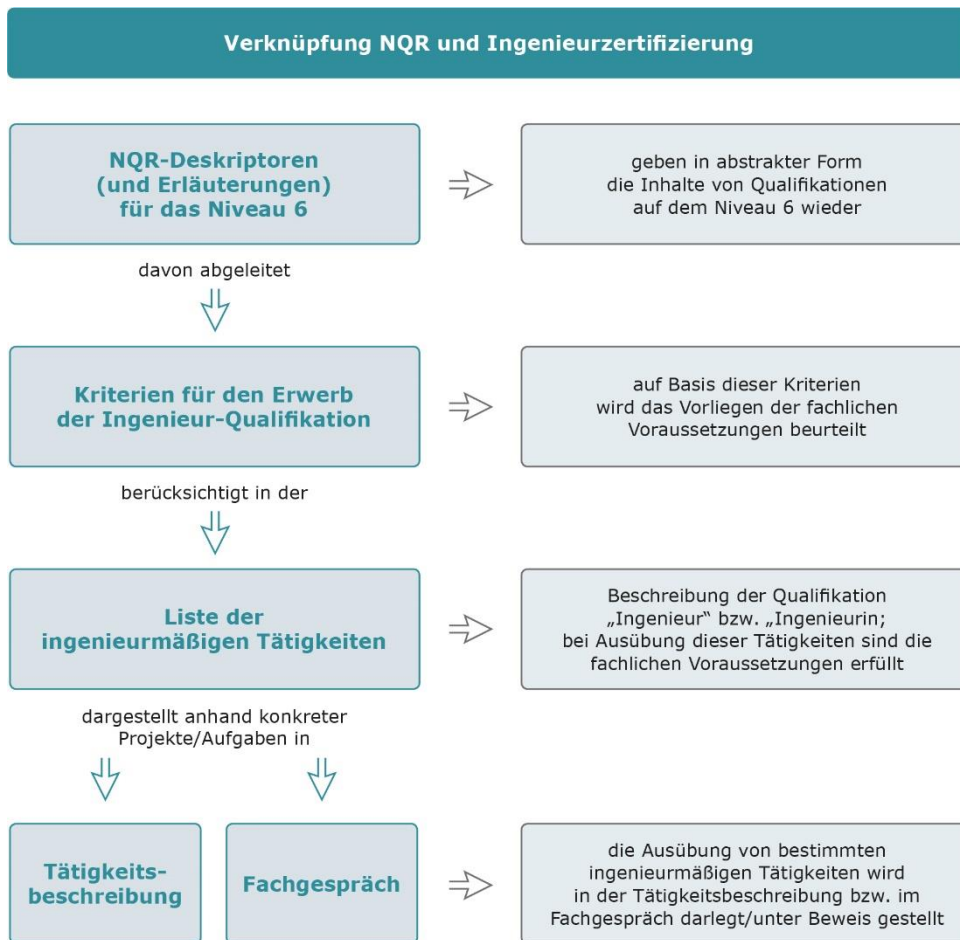 Verknüpfung NQR und Ingenieurzertifizierung
NQR-Deskriptoren
(und Erläuterungen)
für das Niveau 6
geben in abstrakter Form
die Inhalte von Qualifikationen
auf dem Niveau 6 wieder
davon abgeleitet
Kriterien für den Erwerb
der Ingenieur-Qualifikation
auf Basis dieser Kriterien
wird das Vorliegen der fachlichen
Voraussetzungen beurteilt
berücksichtigt in der
Liste der
ingenieurmäßigen Tätigkeiten
Beschreibung der Qualifikation
„Ingenieur“ bzw. „Ingenieurin;
bei Ausübung dieser Tätigkeiten sind die
fachlichen Voraussetzungen erfüllt
dargestellt anhand konkreter
Projekte/Aufgaben in
Tätigkeits-
beschreibung
Fachgespräch
die Ausübung von bestimmten
ingenieurmäßigen Tätigkeiten wird
in der Tätigkeitsbeschreibung bzw. im
Fachgespräch darlegt/unter Beweis gestellt